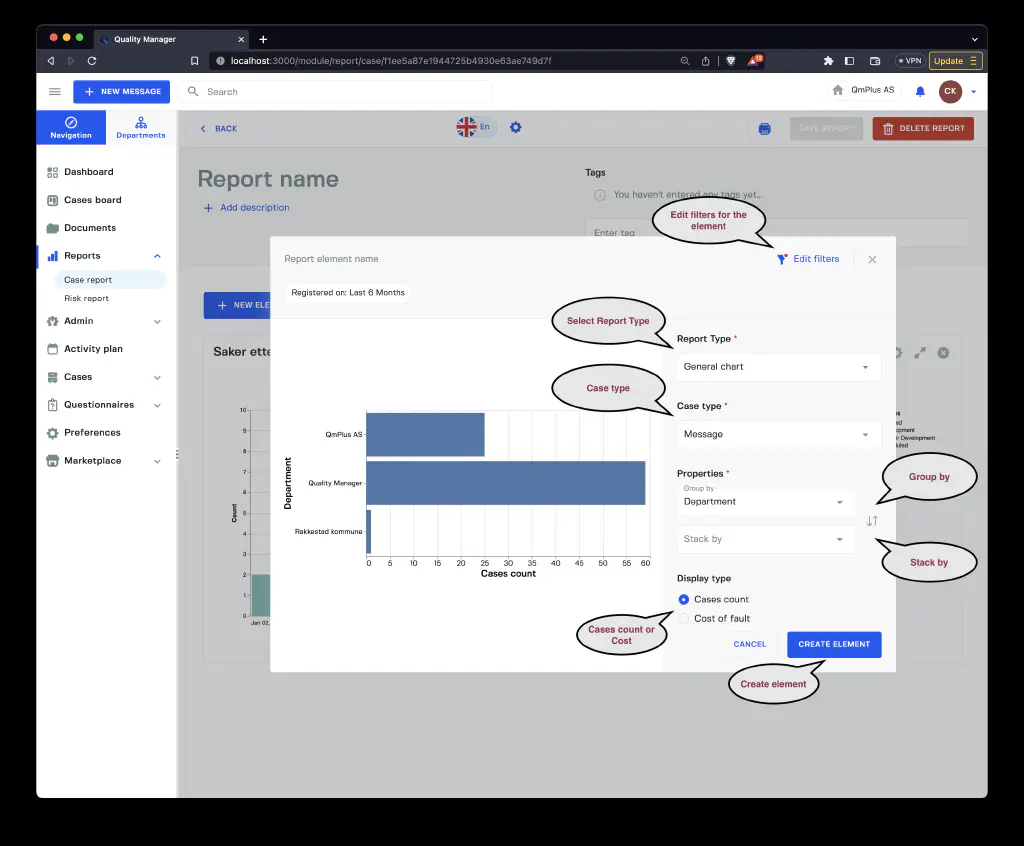 Quality Manager
localhost:3000/module/report/case/f1ee5a87e1944725b4930e63ae749d7f
VPN
Update
NEW MESSAGE
Search
QmPlus AS
CK
Navigation
Departments
BACK
En
SAVE REPORT
DELETE REPORT
Dashboard
Cases board
Documents
Reports
Case report
Risk report
Admin
Activity plan
Cases
Questionnaires
Preferences
Marketplace
Report name
Add description
Tags
You haven't entered any tags yet...
Enter tag
Edit filters for the
element
NEW ELE
Saker ette
Count
10
9
8
7
6
5
4
3
2
1
0
Jan 02,
Report element name
Edit filters
Registered on: Last 6 Months
Select Report Type
Report Type *
General chart
Case type
Case type *
Message
Properties *
Group by
Department
Stack by
Group by
Stack by
Display type
Cases count
Cost of fault
Cases count or
Cost
CANCEL
CREATE ELEMENT
Create element
Department
QmPlus AS
Quality Manager
Rakkestad kommune
0 5 10 15 20 25 30 35 40 45 50 55 60
Cases count